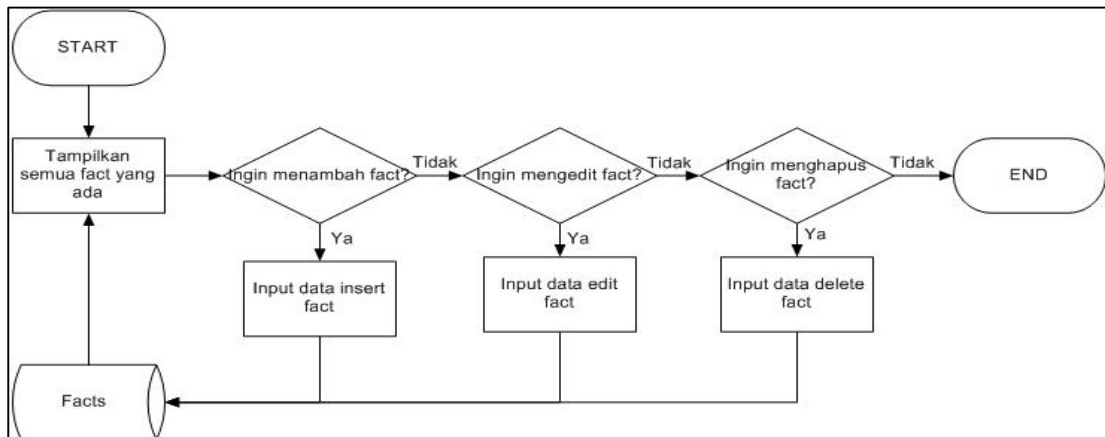 START
Tampilkan
semua fact yang
ada
Ingin menambah fact?
Tidak
Ingin mengedit fact?
Tidak
Ingin menghapus
fact?
Tidak
END
Ya
Ya
Ya
Input data insert
fact
Input data edit
fact
Input data delete
fact
Facts